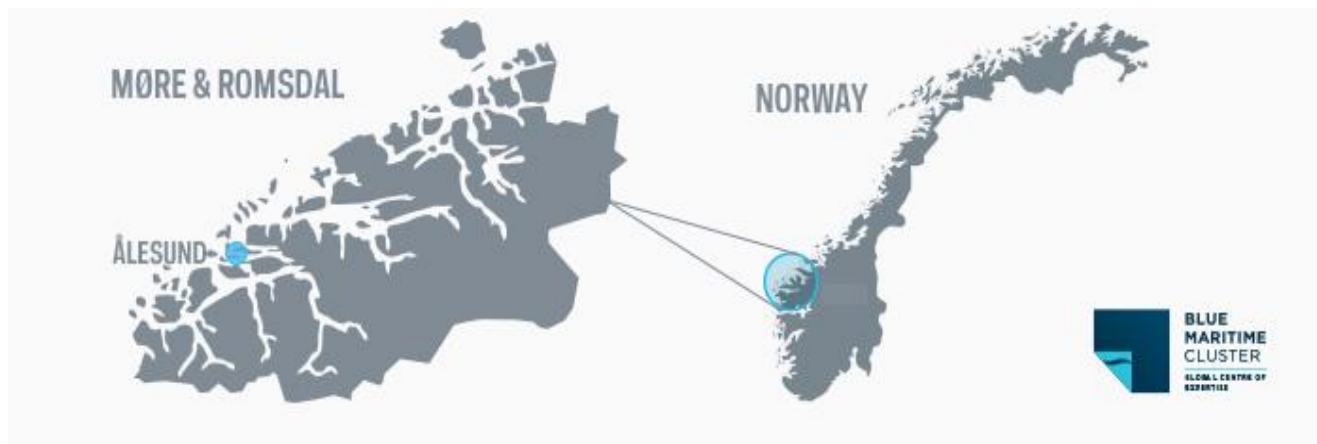 MØRE & ROMSDAL
NORWAY
ÅLESUND
BLUE
MARITIME
CLUSTER
GLOBAL CENTRE OF
EXPERTISE